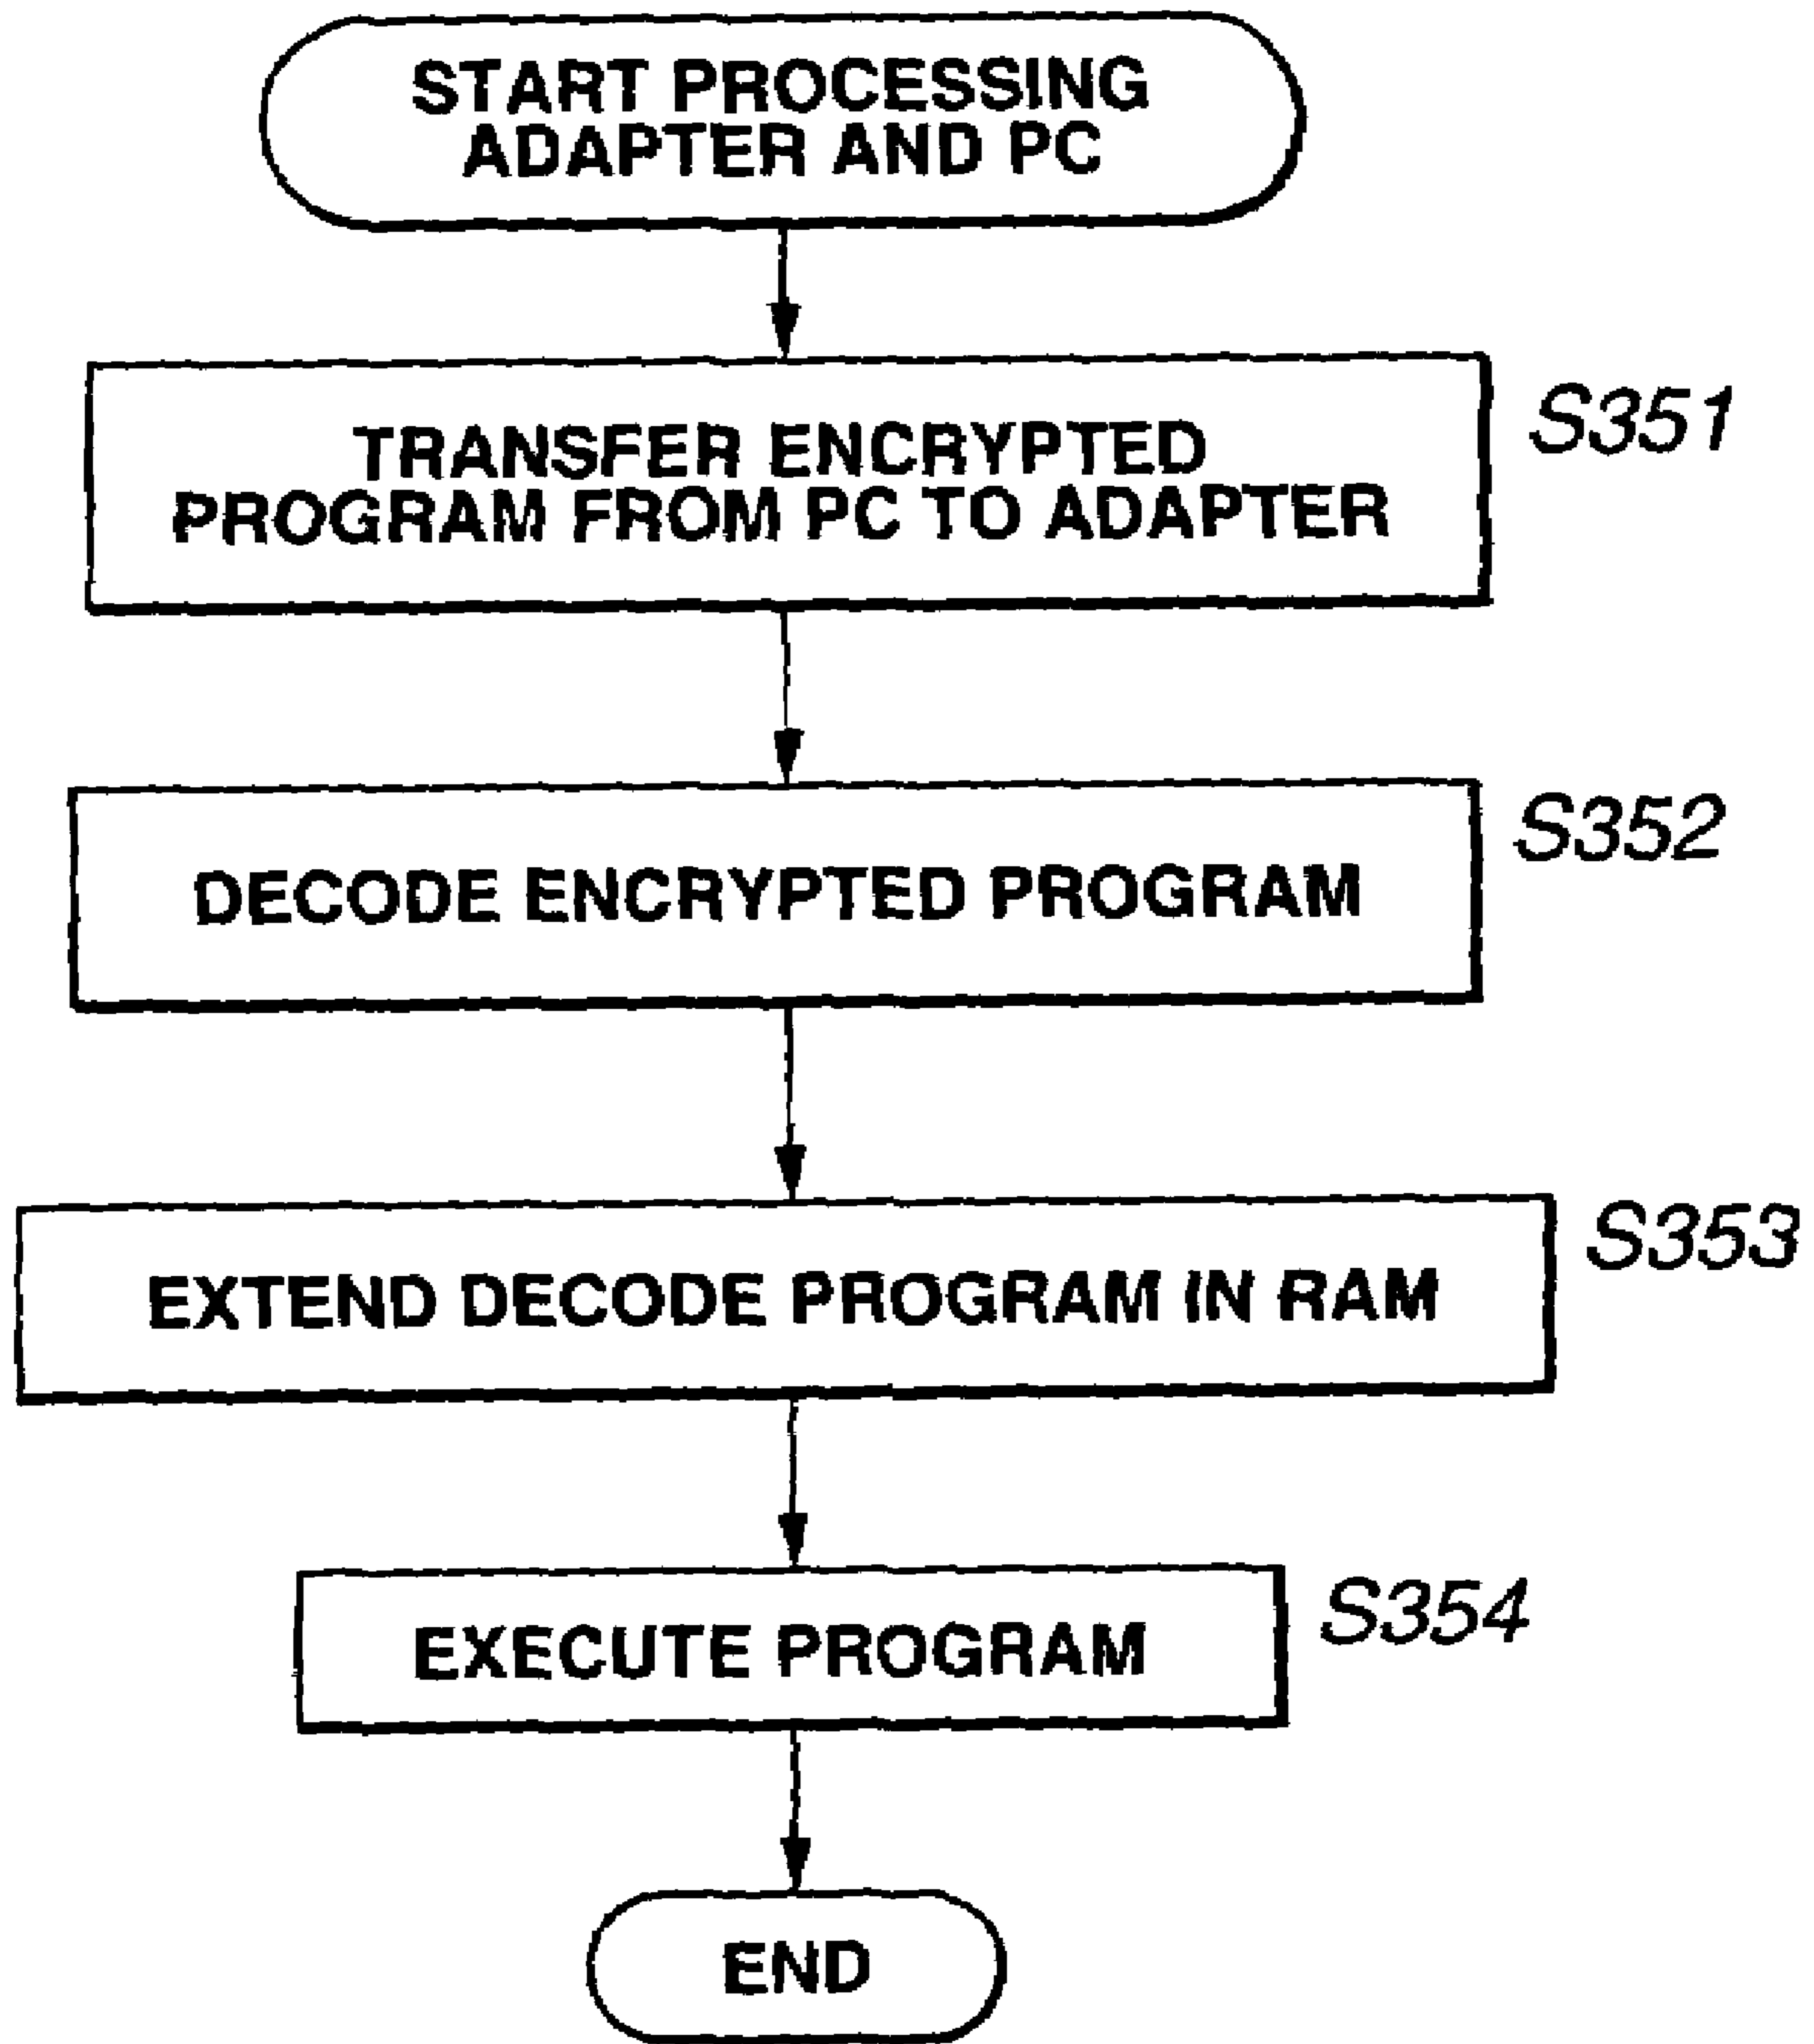 START PROCESSING
ADAPTER AND PC
TRANSFER ENCRYPTED
PROGRAM FROM PC TO ADAPTER
S351
DECODE ENCRYPTED PROGRAM
S352
EXTEND DECODE PROGRAM IN RAM
S353
EXECUTE PROGRAM
S354
END